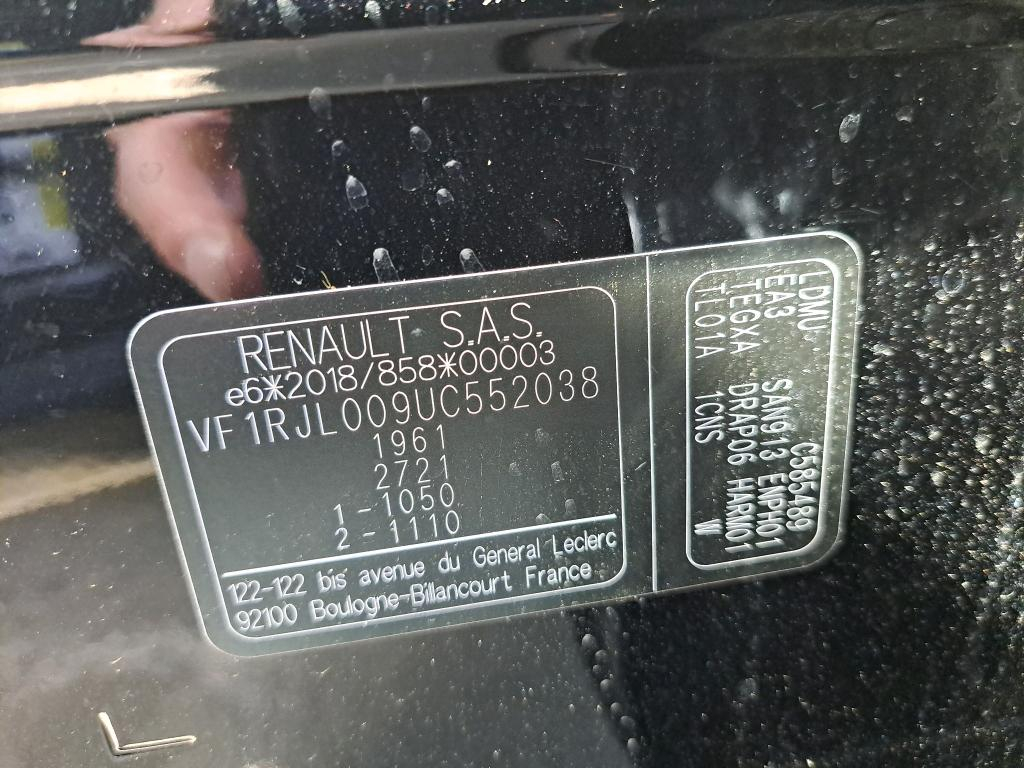 RENAULT S.A.S.
e6*2018/858*00003
VF1RJL009UC552038
1961
2721
1-1050
2-1110
122-122 bis avenue du General Leclerc
92100 Boulogne-Billancourt France
LDMU C585489
EA3 SAN913 ENPH01
TEGXA DRAP06 HARM01
TL01A 1CNS W